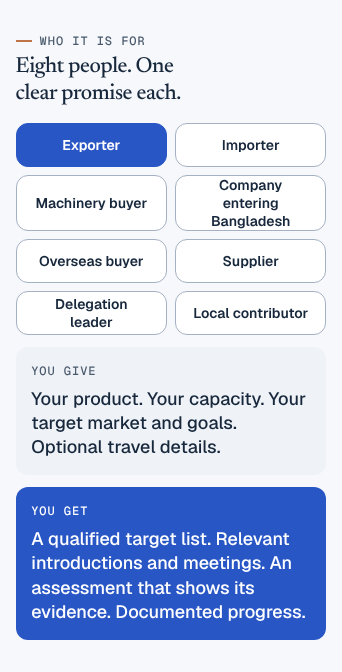 WHO IT IS FOR
Eight people. One
clear promise each.
Exporter
Importer
Machinery buyer
Company
entering
Bangladesh
Overseas buyer
Supplier
Delegation
leader
Local contributor
YOU GIVE
Your product. Your capacity. Your
target market and goals.
Optional travel details.
YOU GET
A qualified target list. Relevant
introductions and meetings. An
assessment that shows its
evidence. Documented progress.